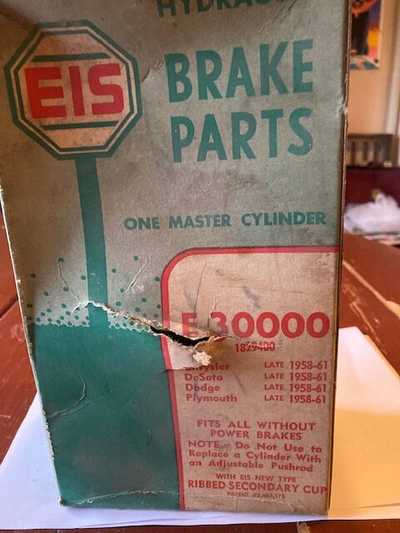 EIS
BRAKE
PARTS
ONE MASTER CYLINDER
E-30000
1829400
Chrysler LATE 1958-61
DeSoto LATE 1958-61
Dodge LATE 1958-61
Plymouth LATE 1958-61
FITS ALL WITHOUT
POWER BRAKES
NOTE: Do Not Use to
Replace a Cylinder With
an Adjustable Pushrod
WITH EIS NEW TYPE
RIBBED SECONDARY CUP